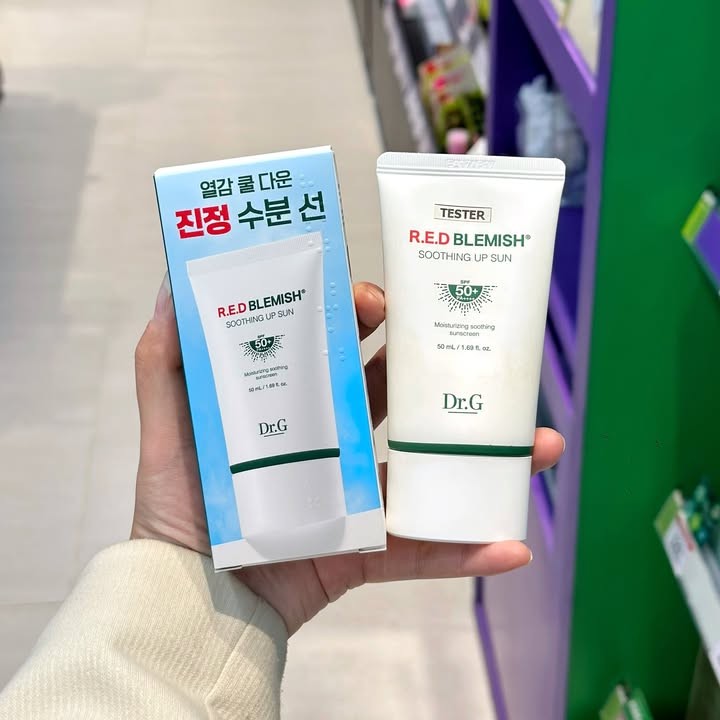 열감 쿨 다운
진정 수분 선
R.E.D BLEMISH®
SOOTHING UP SUN
SPF
50+
Moisturizing soothing
sunscreen
50 mL / 1.69 fl. oz.
Dr.G
TESTER
R.E.D BLEMISH®
SOOTHING UP SUN
SPF
50+
PA++++
Moisturizing soothing
sunscreen
50 mL / 1.69 fl. oz.
Dr.G